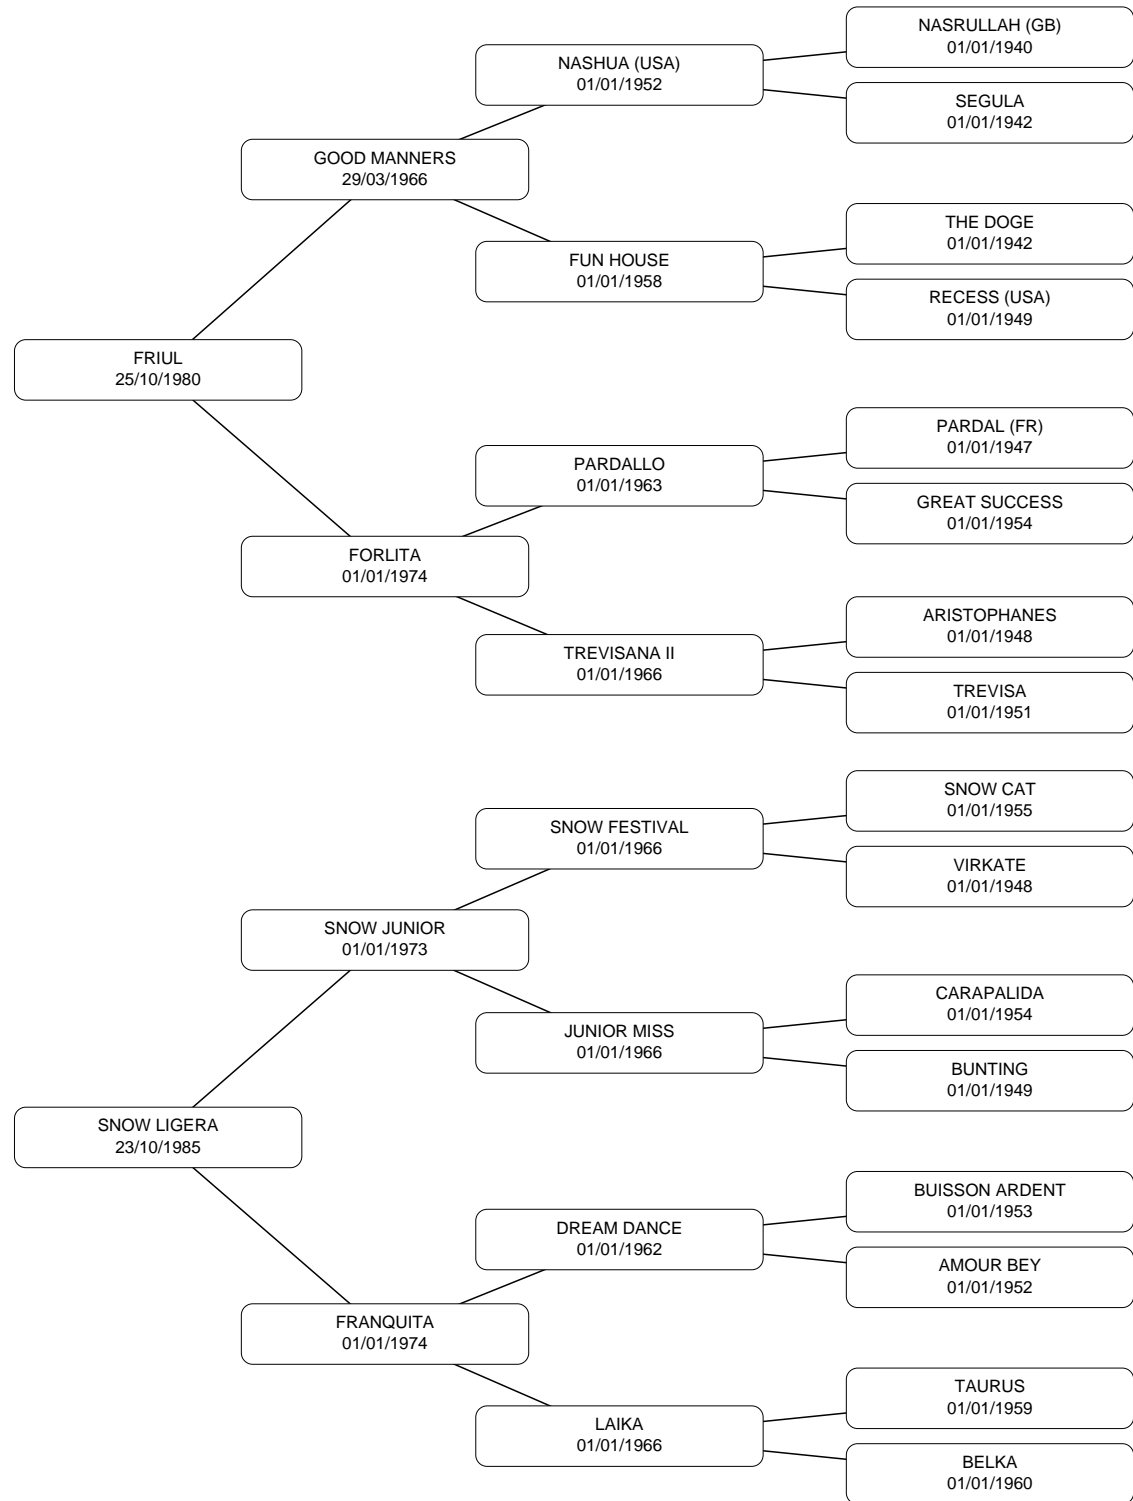 NASRULLAH (GB)
01/01/1940
NASHUA (USA)
01/01/1952
SEGULA
01/01/1942
GOOD MANNERS
29/03/1966
THE DOGE
01/01/1942
FUN HOUSE
01/01/1958
RECESS (USA)
01/01/1949
FRIUL
25/10/1980
PARDAL (FR)
01/01/1947
PARDALLO
01/01/1963
GREAT SUCCESS
01/01/1954
FORLITA
01/01/1974
ARISTOPHANES
01/01/1948
TREVISANA II
01/01/1966
TREVISA
01/01/1951
SNOW CAT
01/01/1955
SNOW FESTIVAL
01/01/1966
VIRKATE
01/01/1948
SNOW JUNIOR
01/01/1973
CARAPALIDA
01/01/1954
JUNIOR MISS
01/01/1966
BUNTING
01/01/1949
SNOW LIGERA
23/10/1985
BUISSON ARDENT
01/01/1953
DREAM DANCE
01/01/1962
AMOUR BEY
01/01/1952
FRANQUITA
01/01/1974
TAURUS
01/01/1959
LAIKA
01/01/1966
BELKA
01/01/1960